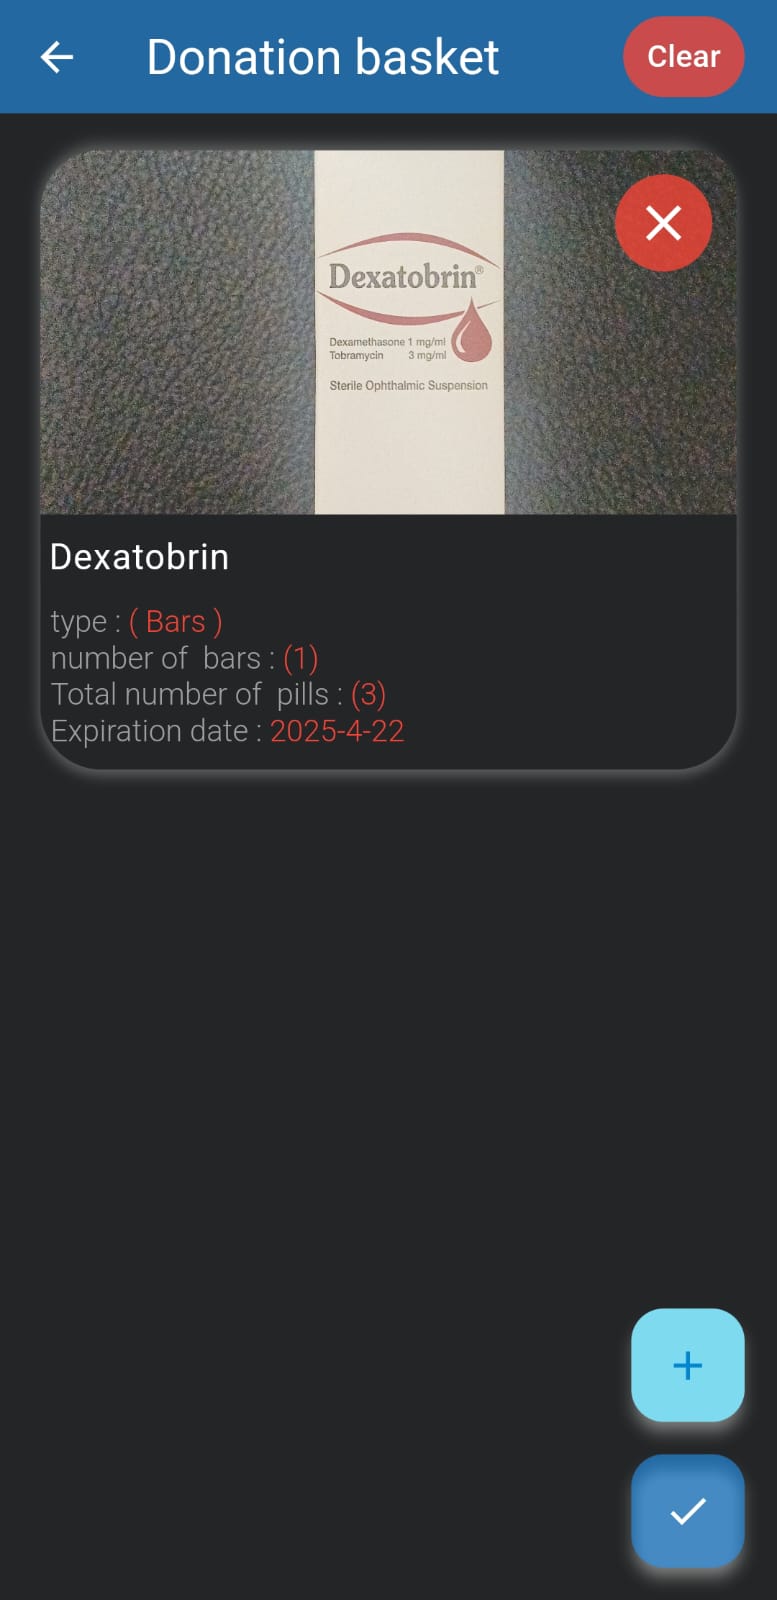 Donation basket
Clear
Dexatobrin®
Dexamethasone 1 mg/ml
Tobramycin 3 mg/ml
Sterile Ophthalmic Suspension
Dexatobrin
type : ( Bars )
number of bars : (1)
Total number of pills : (3)
Expiration date : 2025-4-22